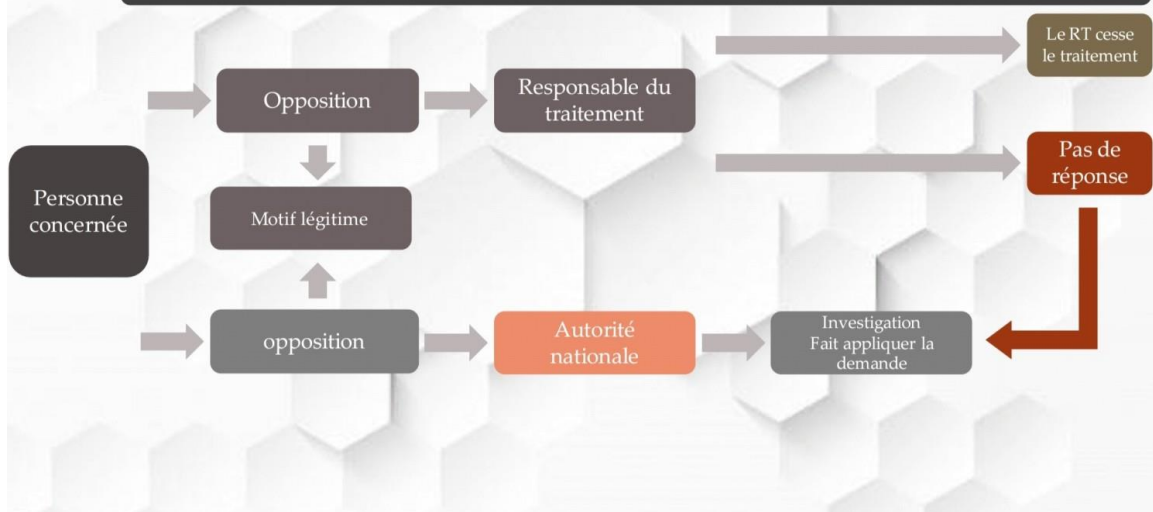 Le RT cesse
le traitement
Opposition
Responsable du
traitement
Pas de
réponse
Personne
concernée
Motif légitime
opposition
Autorité
nationale
Investigation
Fait appliquer la
demande